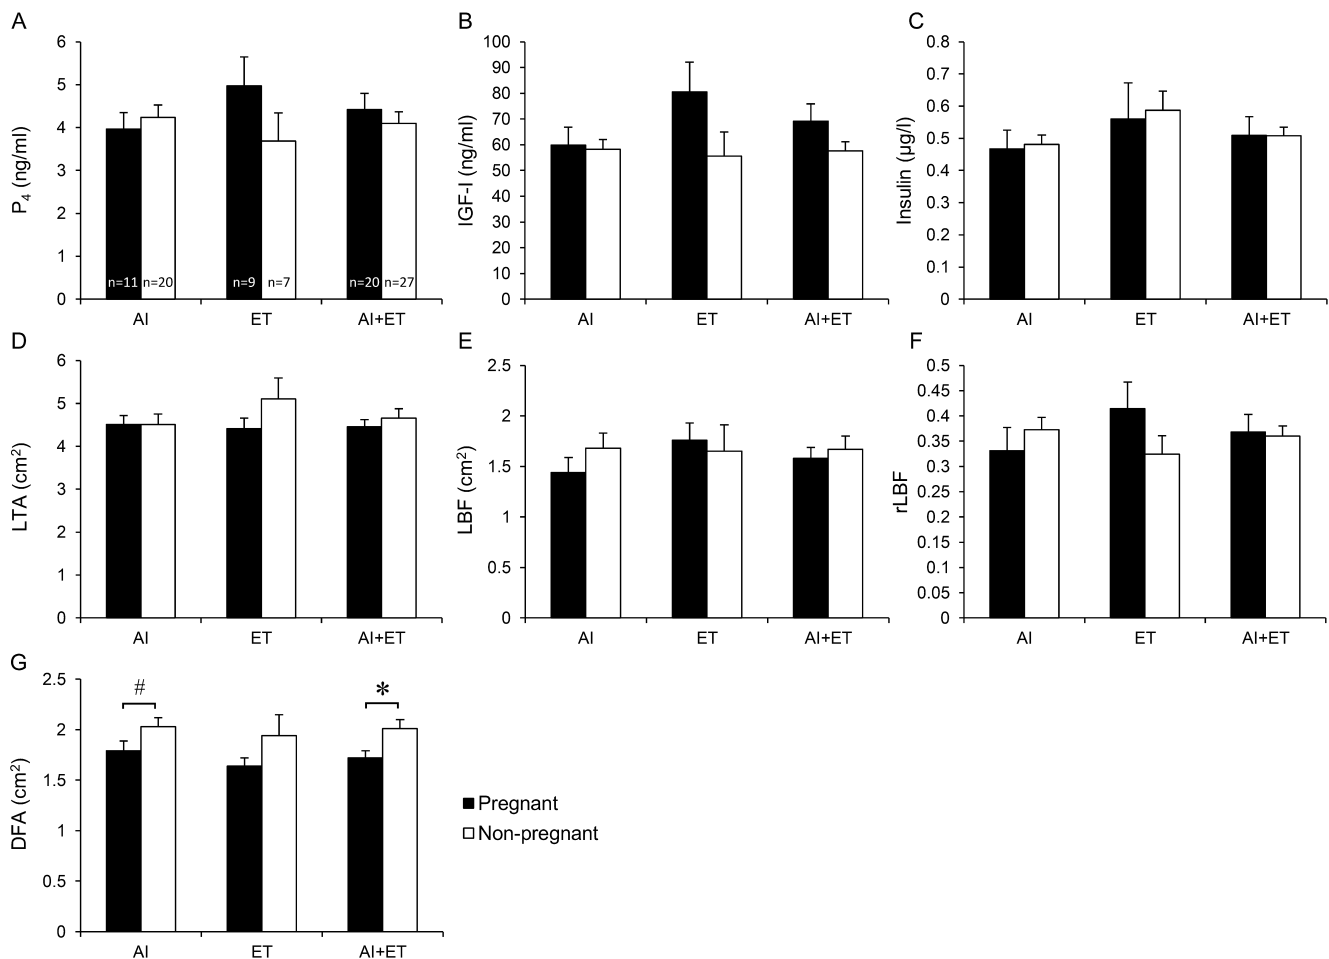 A
P4 (ng/ml)
6
5
4
3
2
1
0
n=11 n=20 n=9 n=7 n=20 n=27
AI ET AI+ET
B
IGF-I (ng/ml)
100
90
80
70
60
50
40
30
20
10
0
AI ET AI+ET
C
Insulin (µg/l)
0.8
0.7
0.6
0.5
0.4
0.3
0.2
0.1
0
AI ET AI+ET
D
LTA (cm2)
6
5
4
3
2
1
0
AI ET AI+ET
E
LBF (cm2)
2.5
2
1.5
1
0.5
0
AI ET AI+ET
F
rLBF
0.5
0.45
0.4
0.35
0.3
0.25
0.2
0.15
0.1
0.05
0
AI ET AI+ET
G
DFA (cm2)
2.5
2
1.5
1
0.5
0
# *
AI ET AI+ET
Pregnant
Non-pregnant